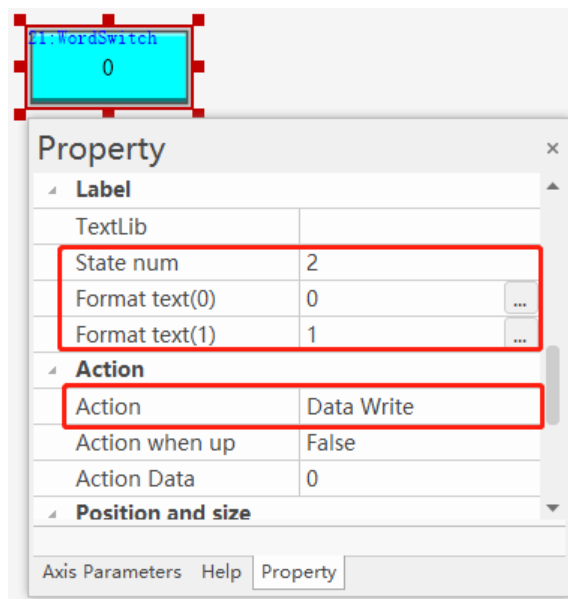 21:WordSwitch
0
Property ×
Label
TextLib
State num 2
Format text(0) 0 ...
Format text(1) 1 ...
Action
Action Data Write
Action when up False
Action Data 0
Position and size
Axis Parameters Help Property